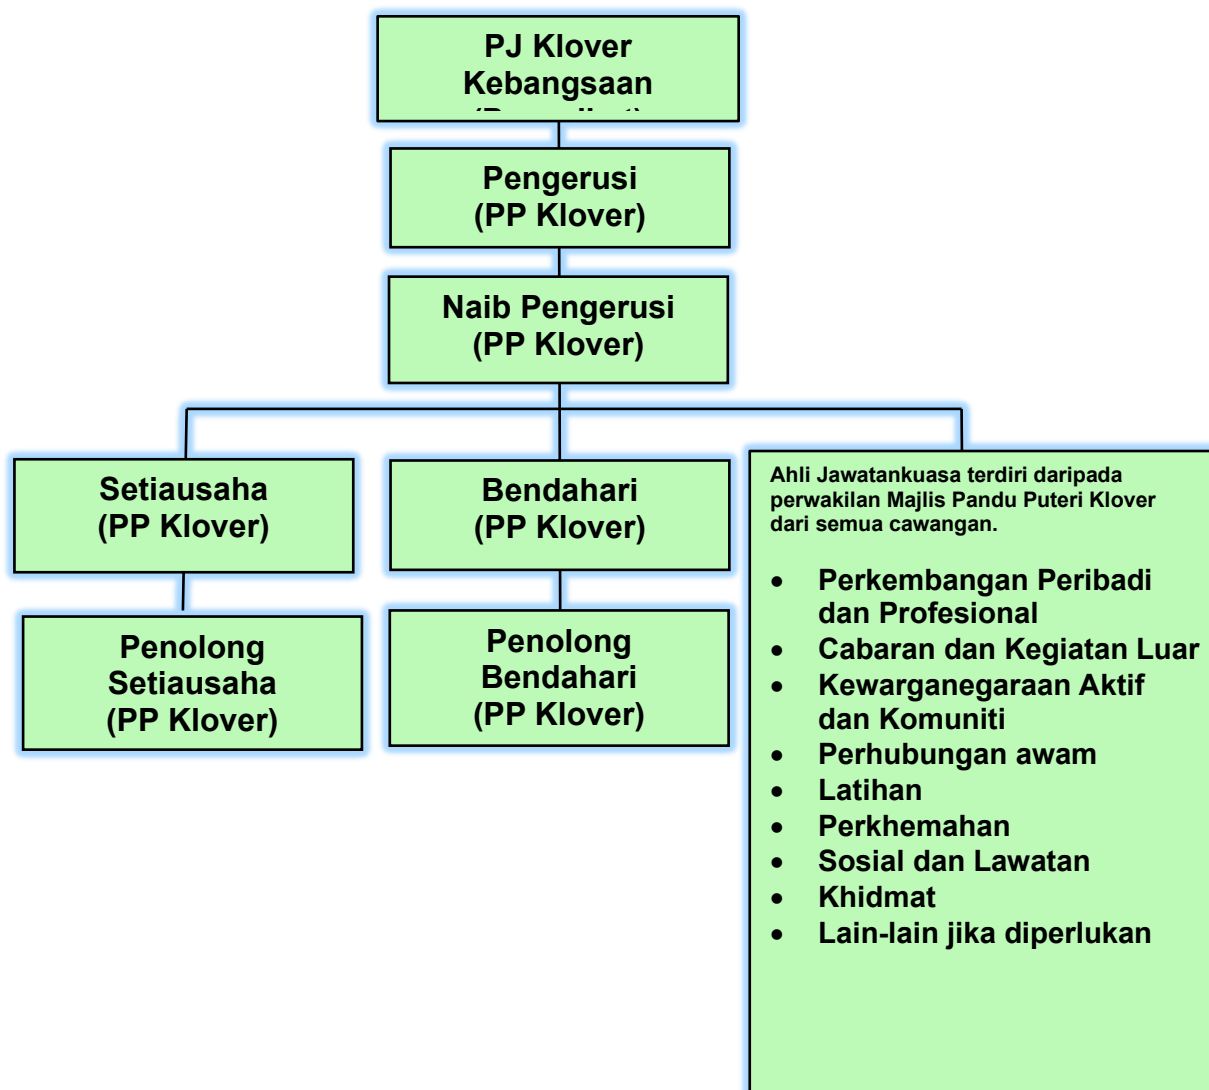 PJ Klover
Kebangsaan
Pengerusi
(PP Klover)
Naib Pengerusi
(PP Klover)
Setiausaha
(PP Klover)
Bendahari
(PP Klover)
Penolong
Setiausaha
(PP Klover)
Penolong
Bendahari
(PP Klover)
Ahli Jawatankuasa terdiri daripada
perwakilan Majlis Pandu Puteri Klover
dari semua cawangan.
• Perkembangan Peribadi
dan Profesional
• Cabaran dan Kegiatan Luar
• Kewarganegaraan Aktif
dan Komuniti
• Perhubungan awam
• Latihan
• Perkhemahan
• Sosial dan Lawatan
• Khidmat
• Lain-lain jika diperlukan